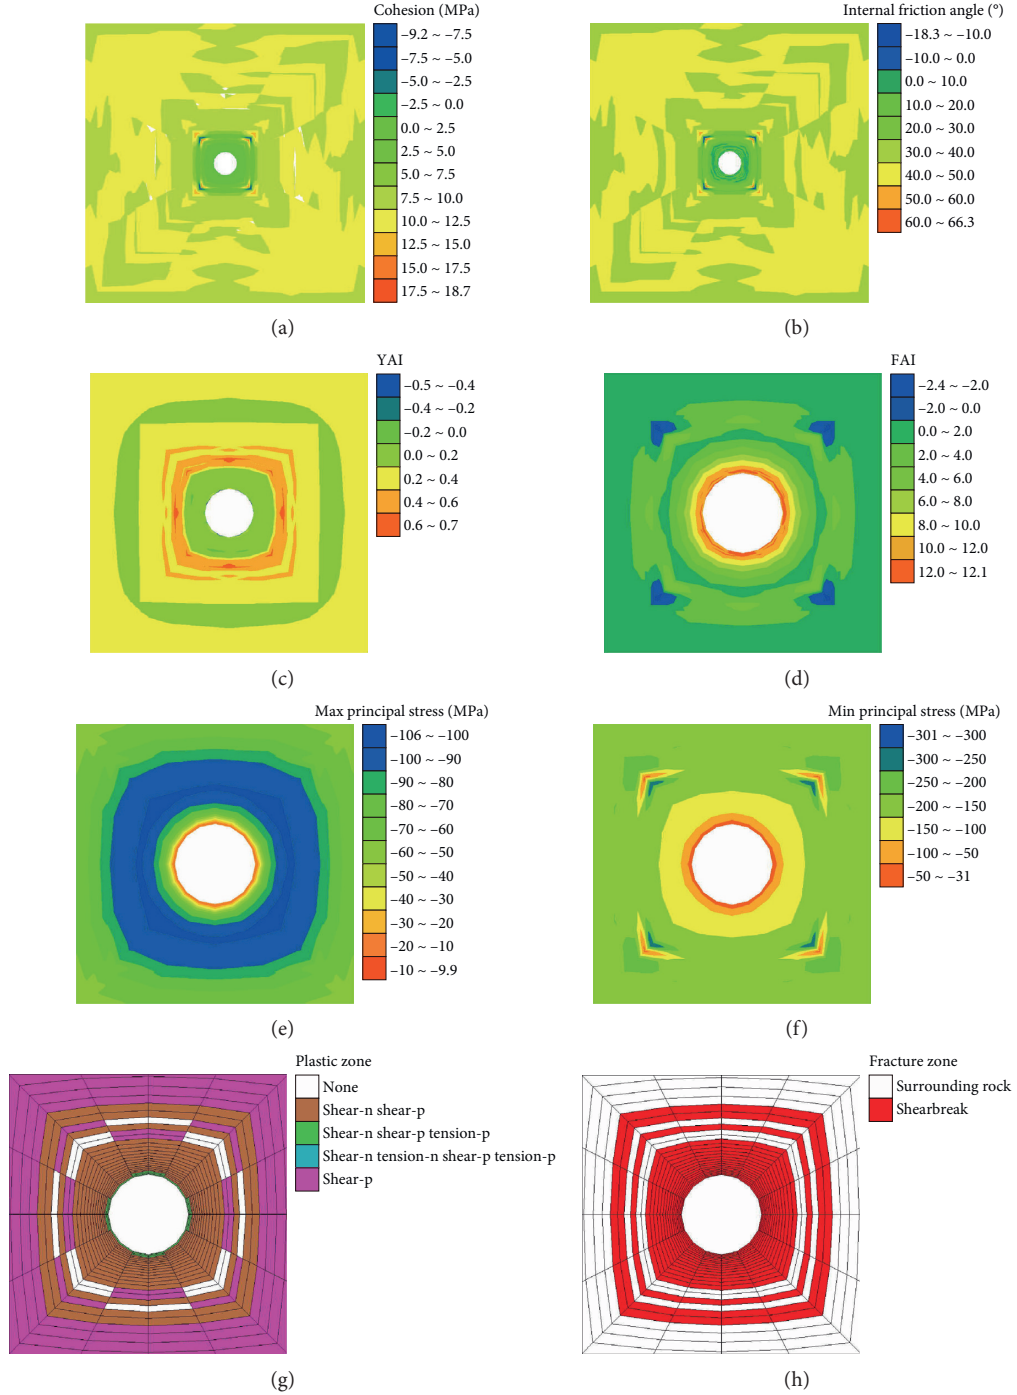 Cohesion (MPa)
–9.2 ~ –7.5
–7.5 ~ –5.0
–5.0 ~ –2.5
–2.5 ~ 0.0
0.0 ~ 2.5
2.5 ~ 5.0
5.0 ~ 7.5
7.5 ~ 10.0
10.0 ~ 12.5
12.5 ~ 15.0
15.0 ~ 17.5
17.5 ~ 18.7
(a)
Internal friction angle (°)
–18.3 ~ –10.0
–10.0 ~ 0.0
0.0 ~ 10.0
10.0 ~ 20.0
20.0 ~ 30.0
30.0 ~ 40.0
40.0 ~ 50.0
50.0 ~ 60.0
60.0 ~ 66.3
(b)
YAI
–0.5 ~ –0.4
–0.4 ~ –0.2
–0.2 ~ 0.0
0.0 ~ 0.2
0.2 ~ 0.4
0.4 ~ 0.6
0.6 ~ 0.7
(c)
FAI
–2.4 ~ –2.0
–2.0 ~ 0.0
0.0 ~ 2.0
2.0 ~ 4.0
4.0 ~ 6.0
6.0 ~ 8.0
8.0 ~ 10.0
10.0 ~ 12.0
12.0 ~ 12.1
(d)
Max principal stress (MPa)
–106 ~ –100
–100 ~ –90
–90 ~ –80
–80 ~ –70
–70 ~ –60
–60 ~ –50
–50 ~ –40
–40 ~ –30
–30 ~ –20
–20 ~ –10
–10 ~ –9.9
(e)
Min principal stress (MPa)
–301 ~ –300
–300 ~ –250
–250 ~ –200
–200 ~ –150
–150 ~ –100
–100 ~ –50
–50 ~ –31
(f)
Plastic zone
None
Shear-n shear-p
Shear-n shear-p tension-p
Shear-n tension-n shear-p tension-p
Shear-p
(g)
Fracture zone
Surrounding rock
Shearbreak
(h)